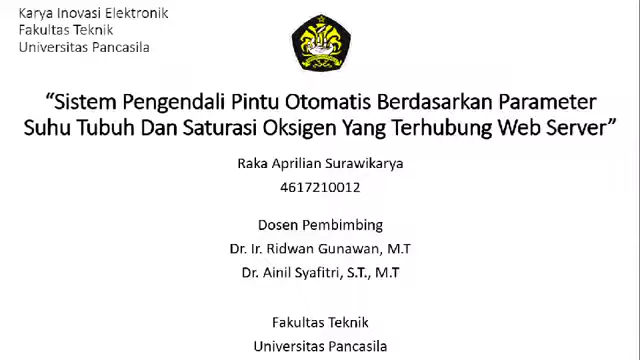 Karya Inovasi Elektronik
Fakultas Teknik
Universitas Pancasila
“Sistem Pengendali Pintu Otomatis Berdasarkan Parameter
Suhu Tubuh Dan Saturasi Oksigen Yang Terhubung Web Server”
Raka Aprilian Surawikarya
4617210012
Dosen Pembimbing
Dr. Ir. Ridwan Gunawan, M.T
Dr. Ainil Syafitri, S.T., M.T
Fakultas Teknik
Universitas Pancasila